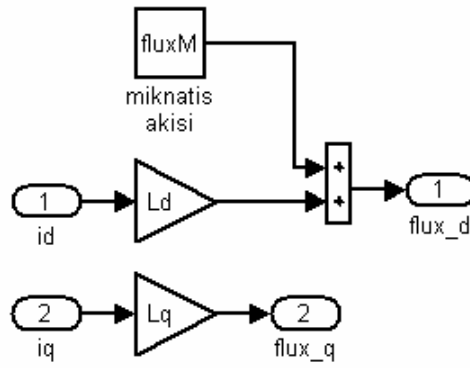 fluxM
miknatis
akisi
+
+
1
Ld
1
id
flux_d
2
Lq
2
iq
flux_q